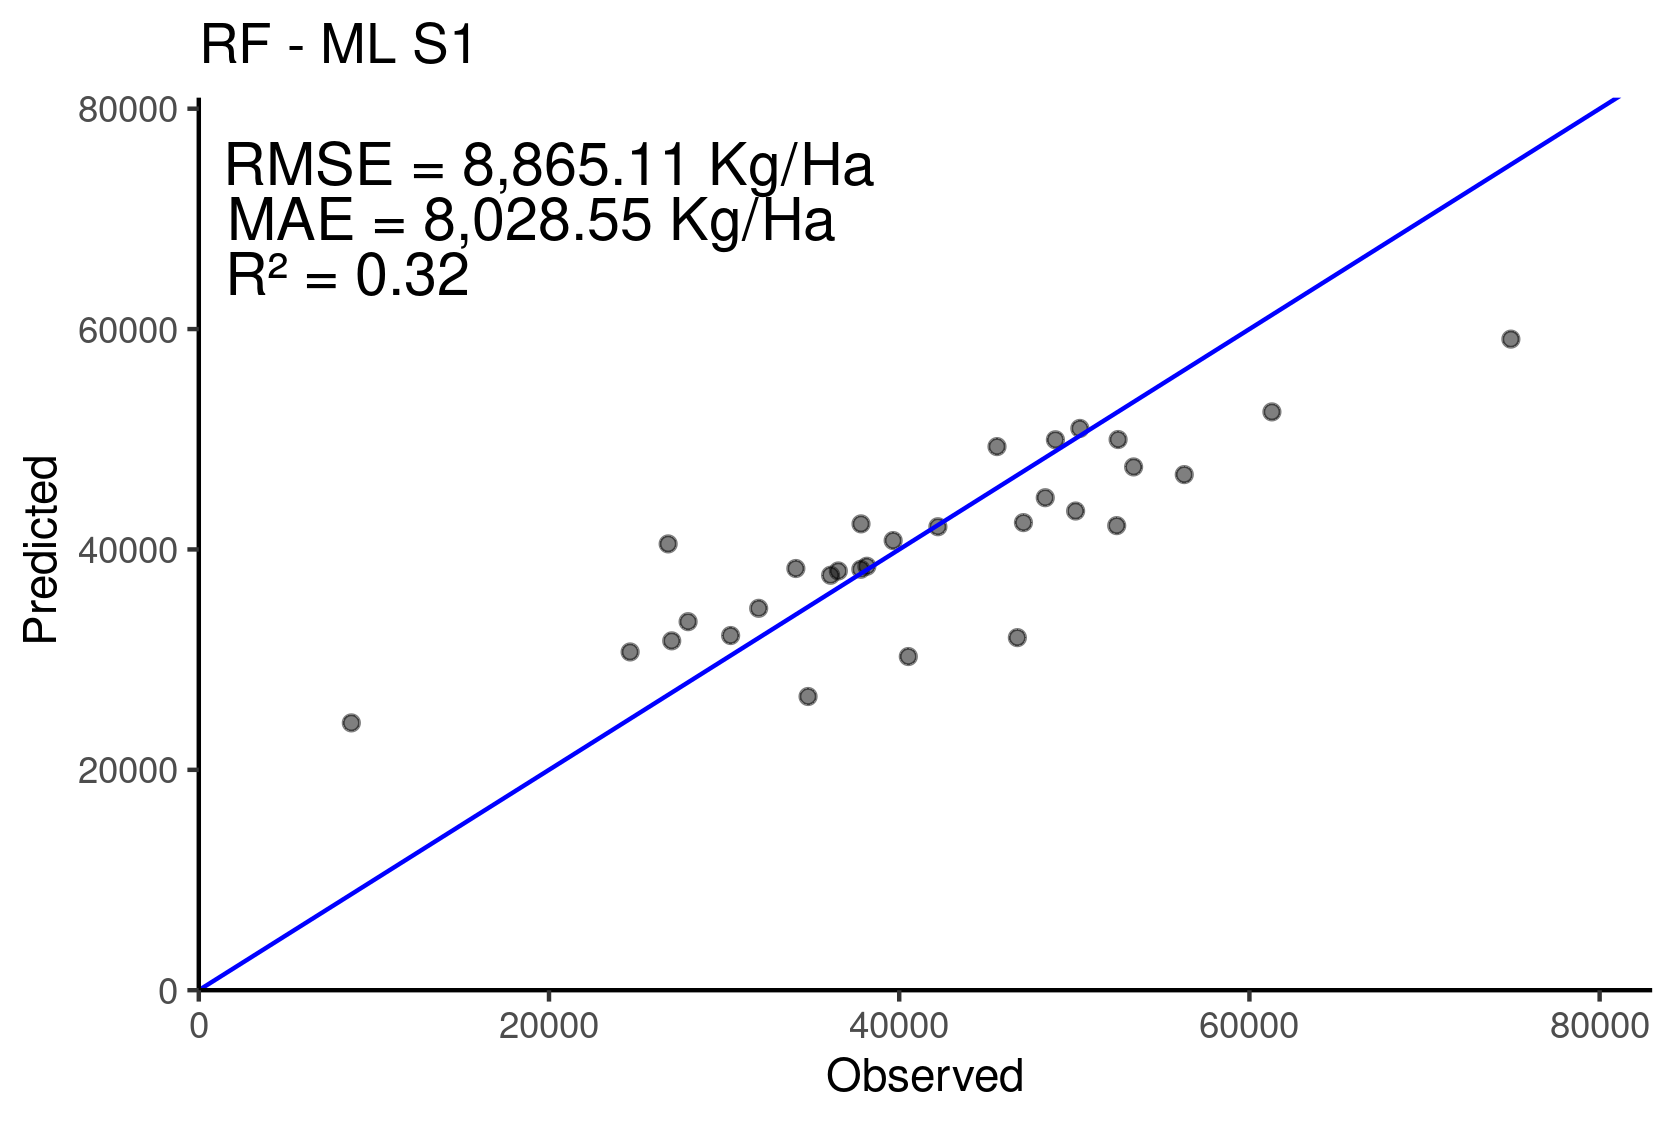 RF - ML S1
80000
RMSE = 8,865.11 Kg/Ha
MAE = 8,028.55 Kg/Ha
R² = 0.32
60000
Predicted
40000
20000
0
0 20000 40000 60000 80000
Observed